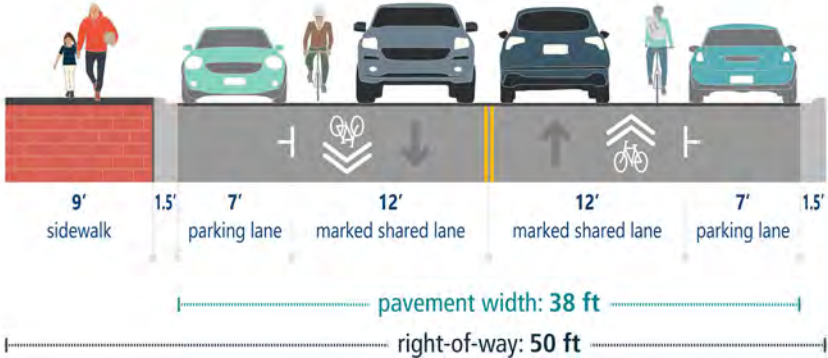 9’ 1.5’ 7’ 12’ 12’ 7’ 1.5’
sidewalk parking lane marked shared lane marked shared lane parking lane
pavement width: 38 ft
right-of-way: 50 ft